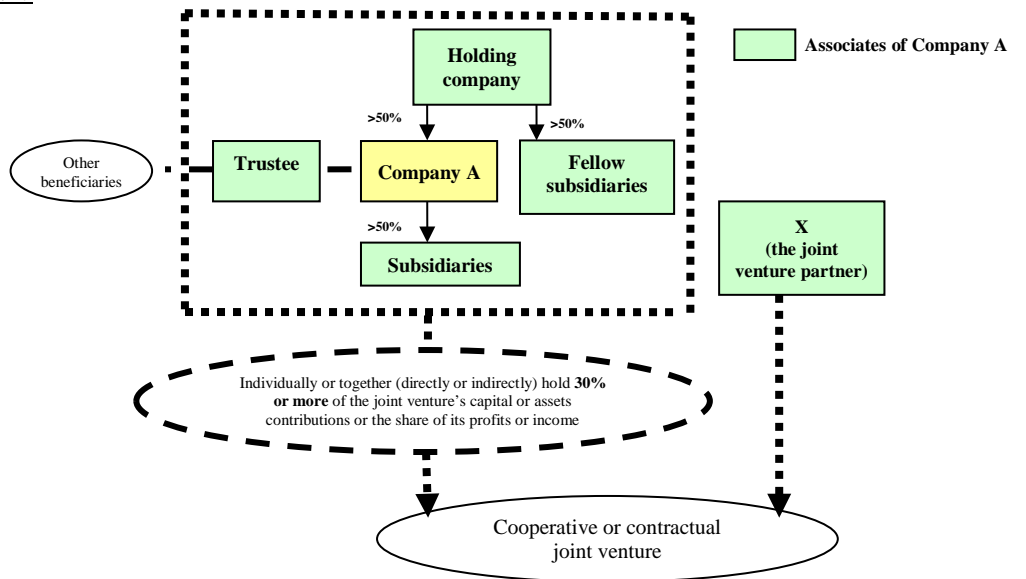 Holding
company
Associates of Company A
>50%
>50%
Other
beneficiaries
Trustee
Company A
Fellow
subsidiaries
>50%
Subsidiaries
X
(the joint
venture partner)
Individually or together (directly or indirectly) hold 30%
or more of the joint venture's capital or assets
contributions or the share of its profits or income
Cooperative or contractual
joint venture